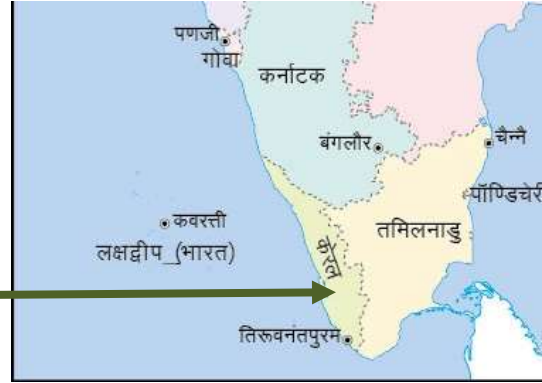 पणजी
गोवा
कर्नाटक
बंगलौर
चैन्नै
पॉण्डिचेरी
कवरत्ती
तमिलनाडु
लक्षद्वीप (भारत)
केरल
तिरूवनंतपुरम